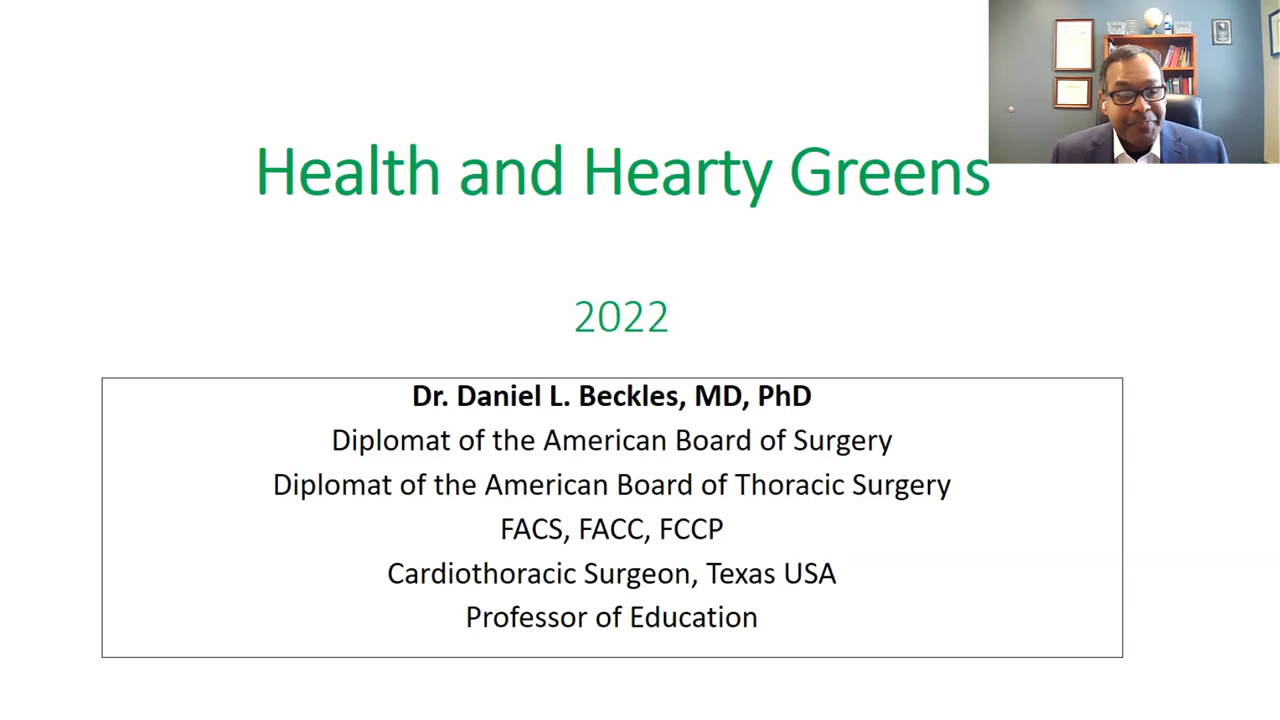 Health and Hearty Greens
2022
Dr. Daniel L. Beckles, MD, PhD
Diplomat of the American Board of Surgery
Diplomat of the American Board of Thoracic Surgery
FACS, FACC, FCCP
Cardiothoracic Surgeon, Texas USA
Professor of Education